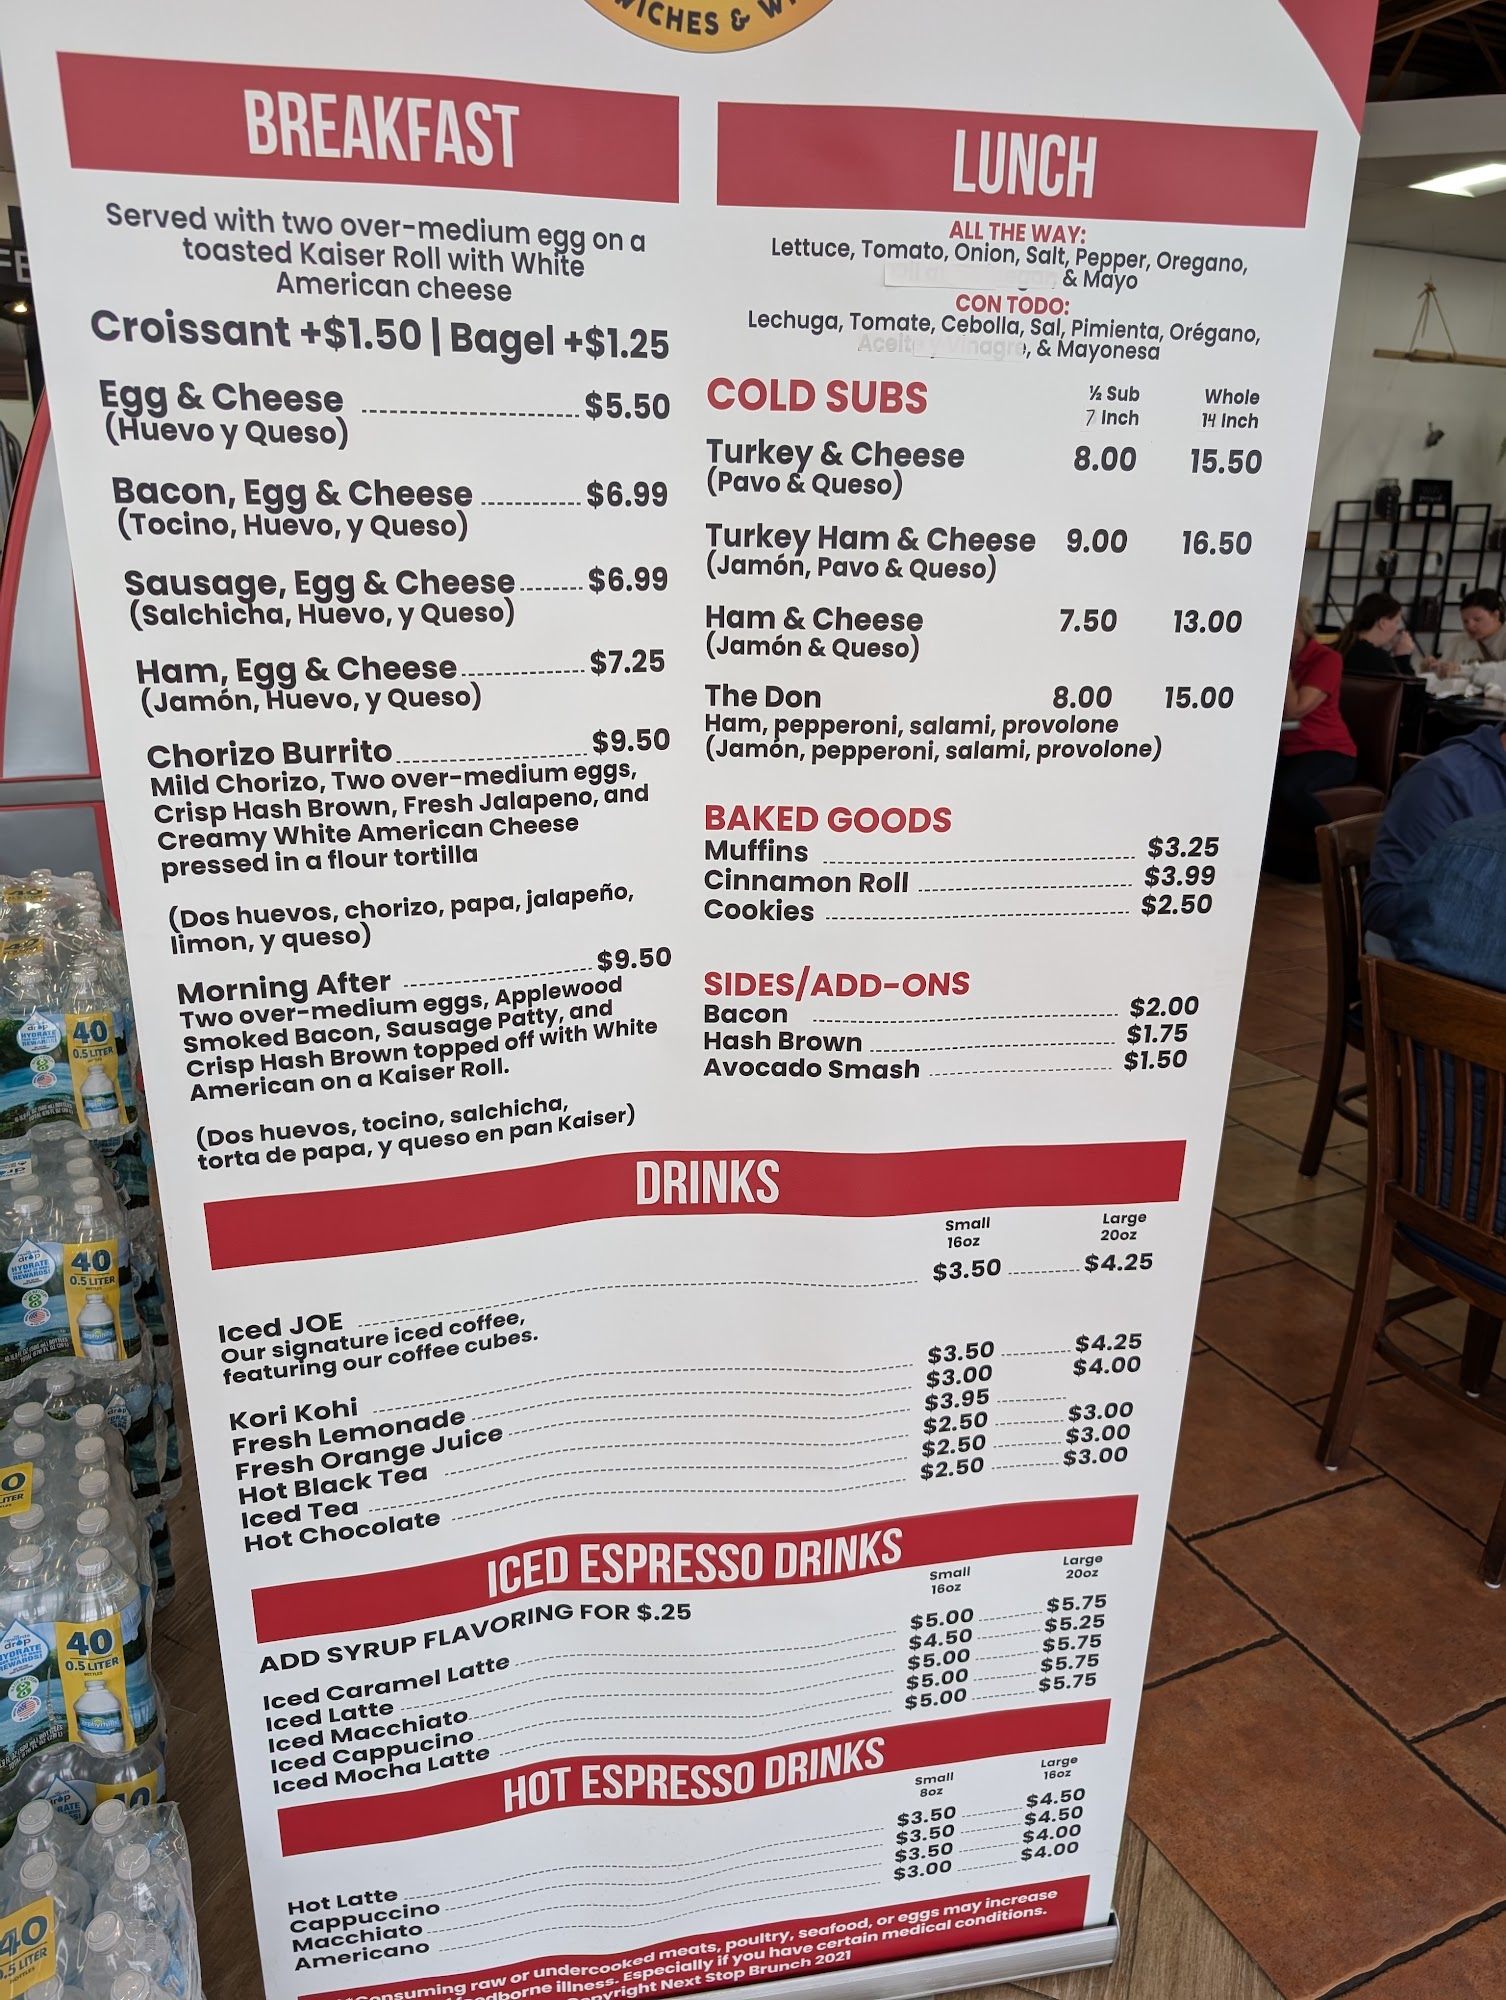 WICHES & W
BREAKFAST
Served with two over-medium egg on a
toasted Kaiser Roll with White
American cheese
Croissant +$1.50 | Bagel +$1.25
Egg & Cheese $5.50
(Huevo y Queso)
Bacon, Egg & Cheese $6.99
(Tocino, Huevo, y Queso)
Sausage, Egg & Cheese $6.99
(Salchicha, Huevo, y Queso)
Ham, Egg & Cheese $7.25
(Jamón, Huevo, y Queso)
Chorizo Burrito $9.50
Mild Chorizo, Two over-medium eggs,
Crisp Hash Brown, Fresh Jalapeno, and
Creamy White American Cheese
pressed in a flour tortilla
(Dos huevos, chorizo, papa, jalapeño,
limon, y queso)
Morning After $9.50
Two over-medium eggs, Applewood
Smoked Bacon, Sausage Patty, and
Crisp Hash Brown topped off with White
American on a Kaiser Roll.
(Dos huevos, tocino, salchicha,
torta de papa, y queso en pan Kaiser)
LUNCH
ALL THE WAY:
Lettuce, Tomato, Onion, Salt, Pepper, Oregano,
& Mayo
CON TODO:
Lechuga, Tomate, Cebolla, Sal, Pimienta, Orégano,
Aceite y Vinagre, & Mayonesa
COLD SUBS ½ Sub Whole
7 Inch 14 Inch
Turkey & Cheese 8.00 15.50
(Pavo & Queso)
Turkey Ham & Cheese 9.00 16.50
(Jamón, Pavo & Queso)
Ham & Cheese 7.50 13.00
(Jamón & Queso)
The Don 8.00 15.00
Ham, pepperoni, salami, provolone
(Jamón, pepperoni, salami, provolone)
BAKED GOODS
Muffins $3.25
Cinnamon Roll $3.99
Cookies $2.50
SIDES/ADD-ONS
Bacon $2.00
Hash Brown $1.75
Avocado Smash $1.50
DRINKS
Small Large
16oz 20oz
Iced JOE $3.50 $4.25
Our signature iced coffee,
featuring our coffee cubes.
Kori Kohi $3.50 $4.25
Fresh Lemonade $3.00 $4.00
Fresh Orange Juice $3.95
Hot Black Tea $2.50 $3.00
Iced Tea $2.50 $3.00
Hot Chocolate $2.50 $3.00
ICED ESPRESSO DRINKS
Small Large
16oz 20oz
ADD SYRUP FLAVORING FOR $.25
Iced Caramel Latte $5.00 $5.75
Iced Latte $4.50 $5.25
Iced Macchiato $5.00 $5.75
Iced Cappucino $5.00 $5.75
Iced Mocha Latte $5.00 $5.75
HOT ESPRESSO DRINKS
Small Large
8oz 16oz
Hot Latte $3.50 $4.50
Cappuccino $3.50 $4.50
Macchiato $3.50 $4.00
Americano $3.00 $4.00
Consuming raw or undercooked meats, poultry, seafood, or eggs may increase
foodborne illness. Especially if you have certain medical conditions.
Copyright Next Stop Brunch 2021
40
0.5 LITER
40
0.5 LITER
40
0.5 LITER
40